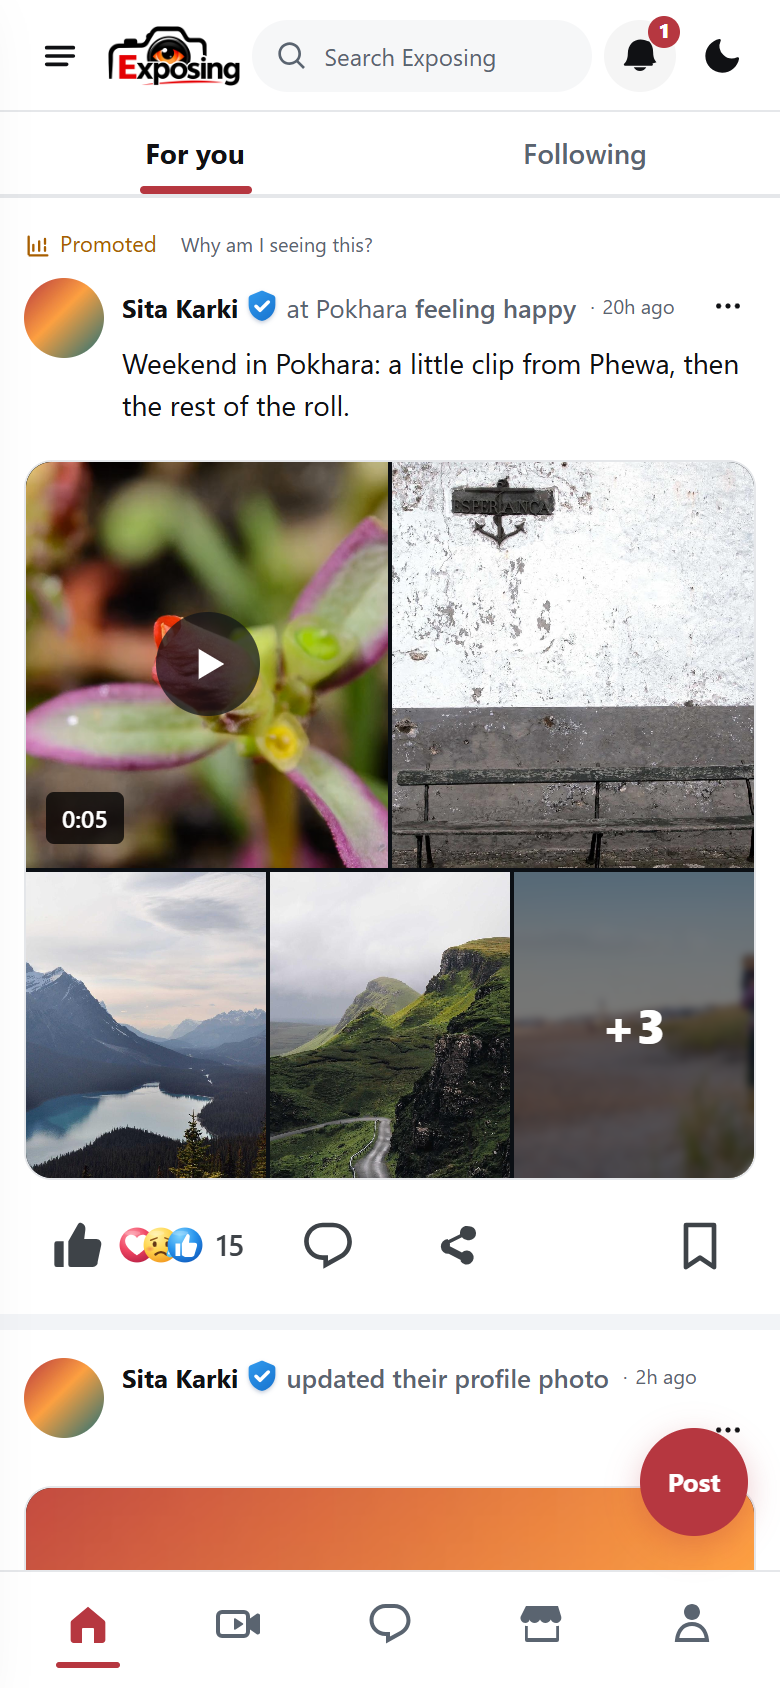 Exposing
Search Exposing
1
For you
Following
Promoted Why am I seeing this?
Sita Karki at Pokhara feeling happy · 20h ago
Weekend in Pokhara: a little clip from Phewa, then
the rest of the roll.
ESPERANÇA
0:05
+3
15
Sita Karki updated their profile photo · 2h ago
Post